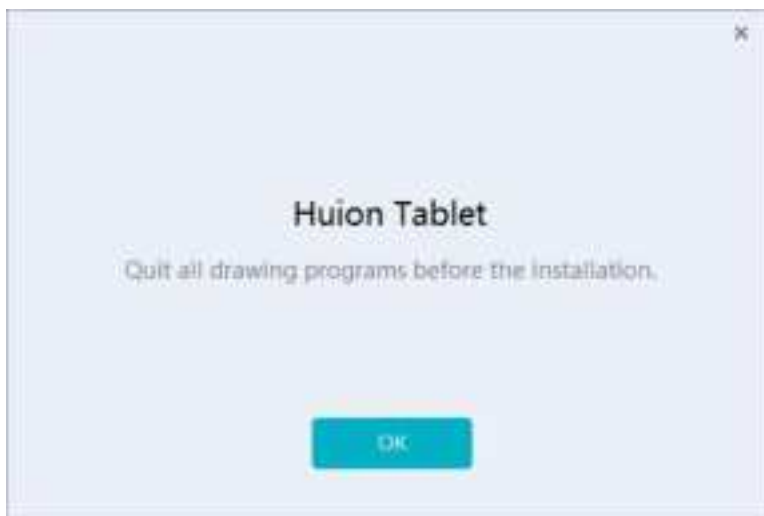 Huion Tablet
Quit all drawing programs before the installation.
OK